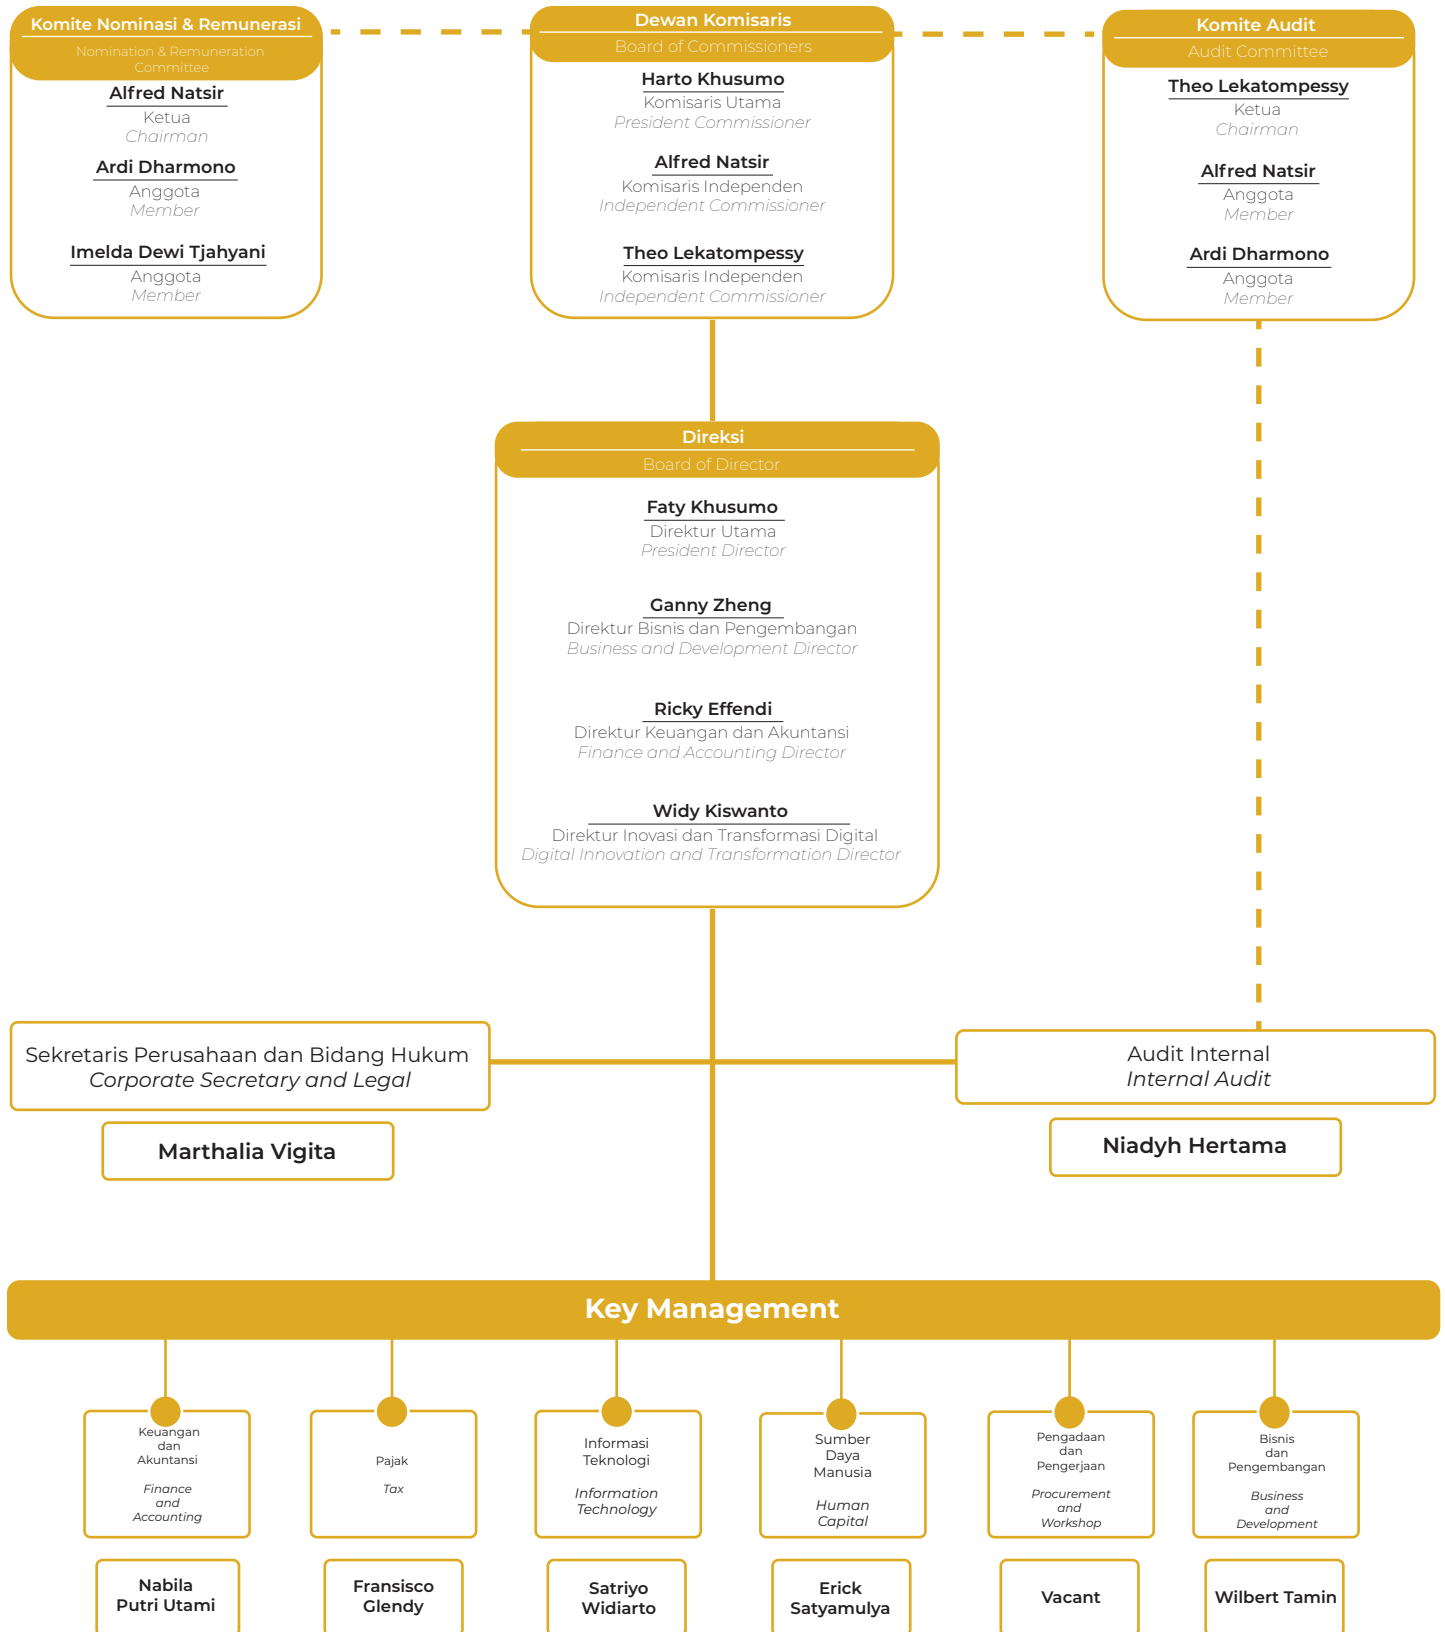 Komite Nominasi & Remunerasi
Nomination & Remuneration
Committee
Alfred Natsir
Ketua
Chairman
Ardi Dharmono
Anggota
Member
Imelda Dewi Tjahyani
Anggota
Member
Dewan Komisaris
Board of Commissioners
Harto Khusumo
Komisaris Utama
President Commissioner
Alfred Natsir
Komisaris Independen
Independent Commissioner
Theo Lekatompessy
Komisaris Independen
Independent Commissioner
Komite Audit
Audit Committee
Theo Lekatompessy
Ketua
Chairman
Alfred Natsir
Anggota
Member
Ardi Dharmono
Anggota
Member
Direksi
Board of Director
Faty Khusumo
Direktur Utama
President Director
Ganny Zheng
Direktur Bisnis dan Pengembangan
Business and Development Director
Ricky Effendi
Direktur Keuangan dan Akuntansi
Finance and Accounting Director
Widy Kiswanto
Direktur Inovasi dan Transformasi Digital
Digital Innovation and Transformation Director
Sekretaris Perusahaan dan Bidang Hukum
Corporate Secretary and Legal
Marthalia Vigita
Audit Internal
Internal Audit
Niadyh Hertama
Key Management
Keuangan
dan
Akuntansi
Finance
and
Accounting
Nabila
Putri Utami
Pajak
Tax
Fransisco
Glendy
Informasi
Teknologi
Information
Technology
Satriyo
Widiarto
Sumber
Daya
Manusia
Human
Capital
Erick
Satyamulya
Pengadaan
dan
Pengerjaan
Procurement
and
Workshop
Vacant
Bisnis
dan
Pengembangan
Business
and
Development
Wilbert Tamin